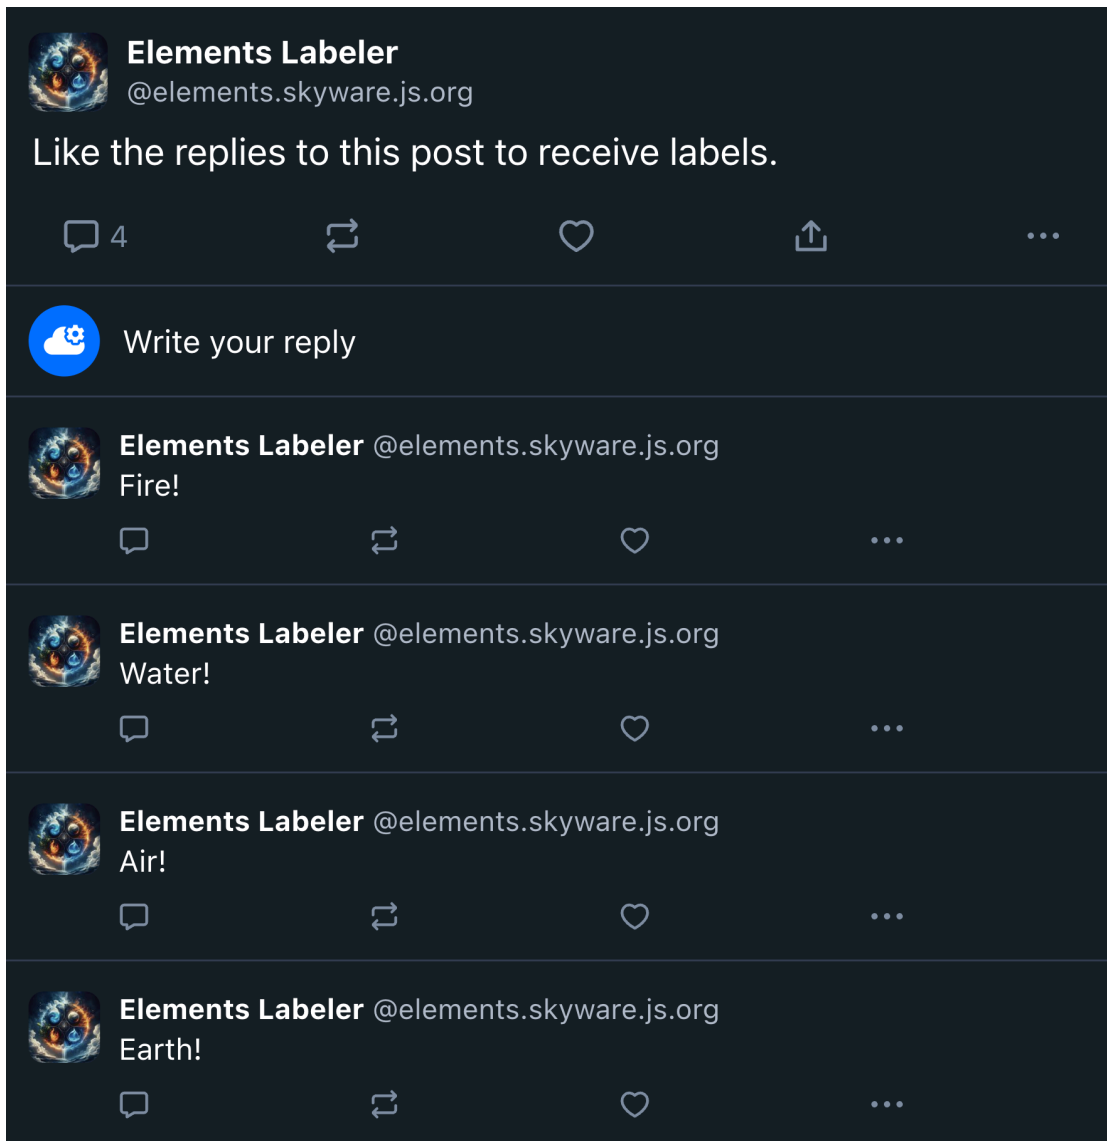 Elements Labeler
@elements.skyware.js.org
Like the replies to this post to receive labels.
4
Write your reply
Elements Labeler @elements.skyware.js.org
Fire!
Elements Labeler @elements.skyware.js.org
Water!
Elements Labeler @elements.skyware.js.org
Air!
Elements Labeler @elements.skyware.js.org
Earth!